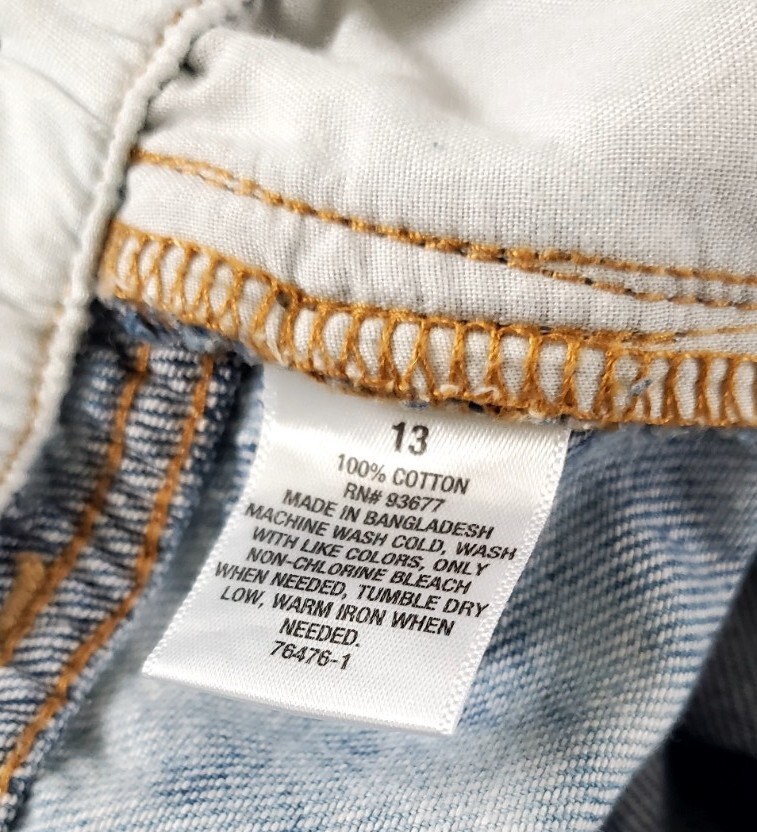 13
100% COTTON
RN# 93677
MADE IN BANGLADESH
MACHINE WASH COLD, WASH
WITH LIKE COLORS, ONLY
NON-CHLORINE BLEACH
WHEN NEEDED, TUMBLE DRY
LOW, WARM IRON WHEN
NEEDED.
76476-1